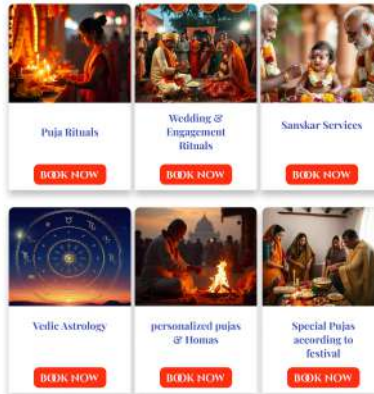 Puja Rituals
Wedding &
Engagement
Rituals
Sanskar Services
BOOK NOW
BOOK NOW
BOOK NOW
Vedic Astrology
personalized pujas
& Homas
Special Pujas
according to
festival
BOOK NOW
BOOK NOW
BOOK NOW